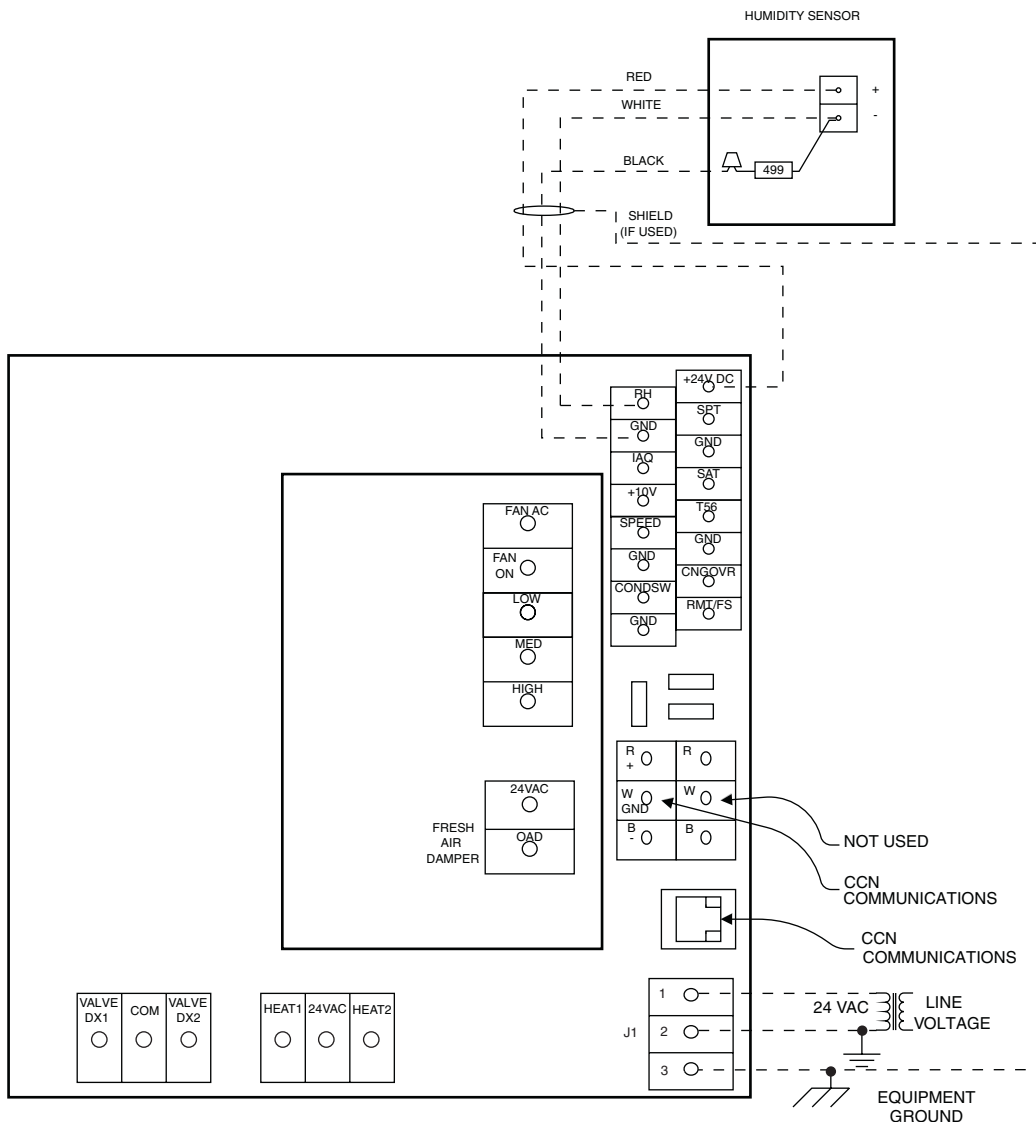 HUMIDITY SENSOR
RED
+
WHITE
-
BLACK
499
SHIELD
(IF USED)
+24V DC
RH
SPT
GND
GND
IAQ
SAT
+10V
T56
SPEED
GND
GND
CNGOVR
CONDSW
RMT/FS
GND
FAN AC
FAN
ON
LOW
MED
HIGH
R
+
R
W
GND
W
B
-
B
24VAC
OAD
FRESH
AIR
DAMPER
NOT USED
CCN
COMMUNICATIONS
CCN
COMMUNICATIONS
VALVE
DX1
COM
VALVE
DX2
HEAT1
24VAC
HEAT2
J1
1
2
3
24 VAC
LINE
VOLTAGE
EQUIPMENT
GROUND